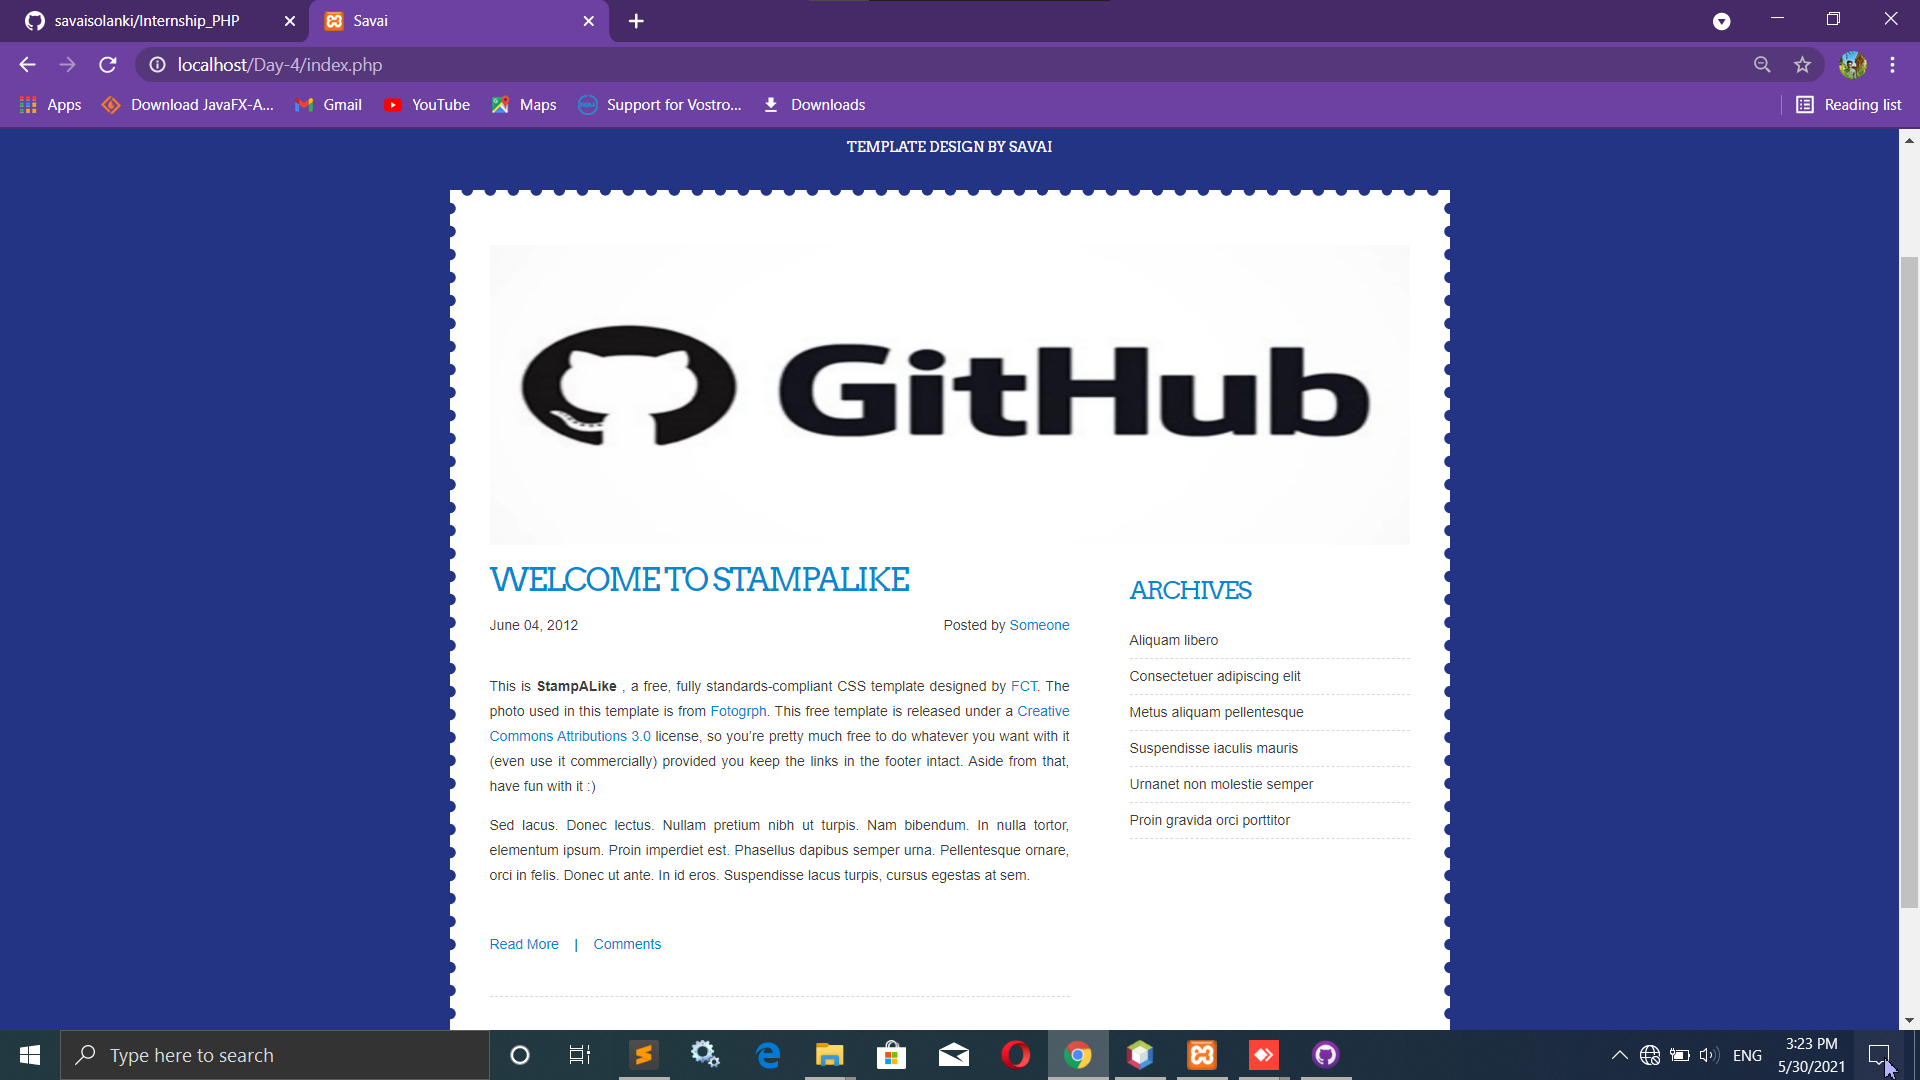 savaisolanki/Internship_PHP
Savai
localhost/Day-4/index.php
Apps
Download JavaFX-A...
Gmail
YouTube
Maps
Support for Vostro...
Downloads
Reading list
TEMPLATE DESIGN BY SAVAI
GitHub
WELCOME TO STAMPALIKE
June 04, 2012
Posted by Someone
This is StampALike , a free, fully standards-compliant CSS template designed by FCT. The
photo used in this template is from Fotogrph. This free template is released under a Creative
Commons Attributions 3.0 license, so you're pretty much free to do whatever you want with it
(even use it commercially) provided you keep the links in the footer intact. Aside from that,
have fun with it :)
Sed lacus. Donec lectus. Nullam pretium nibh ut turpis. Nam bibendum. In nulla tortor,
elementum ipsum. Proin imperdiet est. Phasellus dapibus semper urna. Pellentesque ornare,
orci in felis. Donec ut ante. In id eros. Suspendisse lacus turpis, cursus egestas at sem.
Read More | Comments
ARCHIVES
Aliquam libero
Consectetuer adipiscing elit
Metus aliquam pellentesque
Suspendisse iaculis mauris
Urnanet non molestie semper
Proin gravida orci porttitor
Type here to search
ENG
3:23 PM
5/30/2021